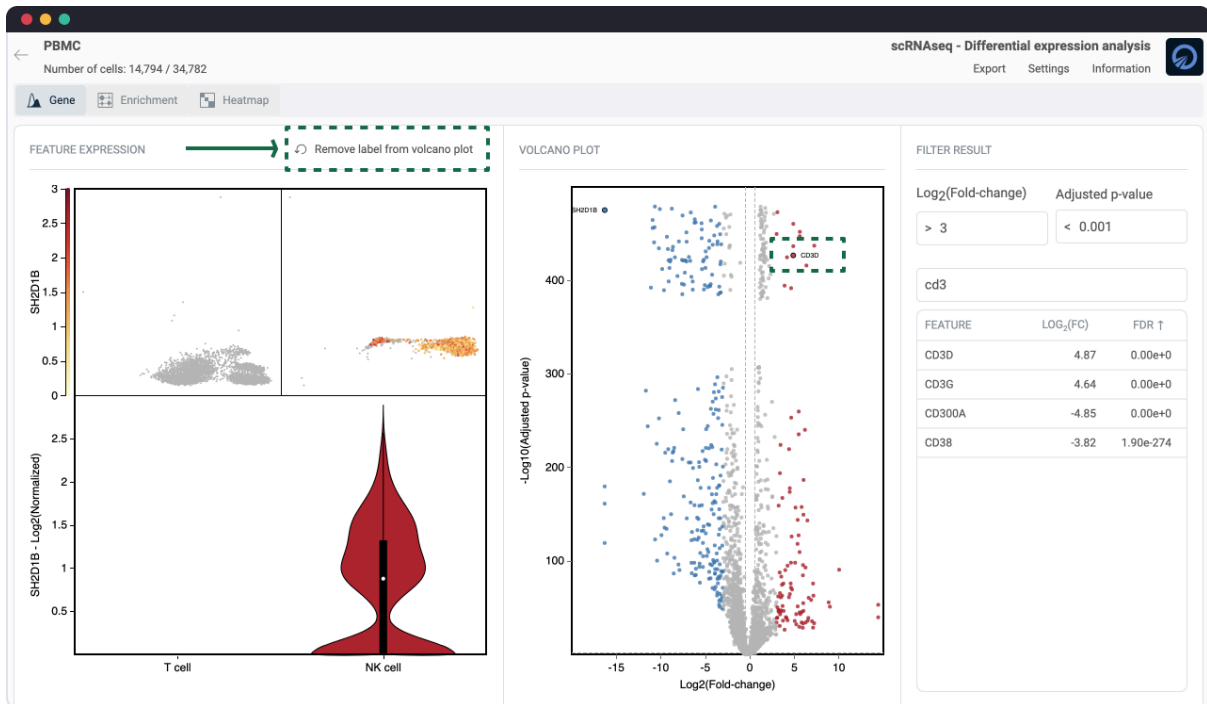 PBMC
Number of cells: 14,794 / 34,782
scRNAseq - Differential expression analysis
Export Settings Information
Gene Enrichment Heatmap
FEATURE EXPRESSION
Remove label from volcano plot
3
2.5
2
1.5
1
0.5
0
SH2D1B
2.5
2
1.5
1
0.5
SH2D1B - Log2(Normalized)
T cell NK cell
VOLCANO PLOT
SH2D1B
CD3D
400
300
200
100
-Log10(Adjusted p-value)
-15 -10 -5 0 5 10
Log2(Fold-change)
FILTER RESULT
Log2(Fold-change) Adjusted p-value
> 3 < 0.001
cd3
FEATURE LOG2(FC) FDR ↑
CD3D 4.87 0.00e+0
CD3G 4.64 0.00e+0
CD300A -4.85 0.00e+0
CD38 -3.82 1.90e-274